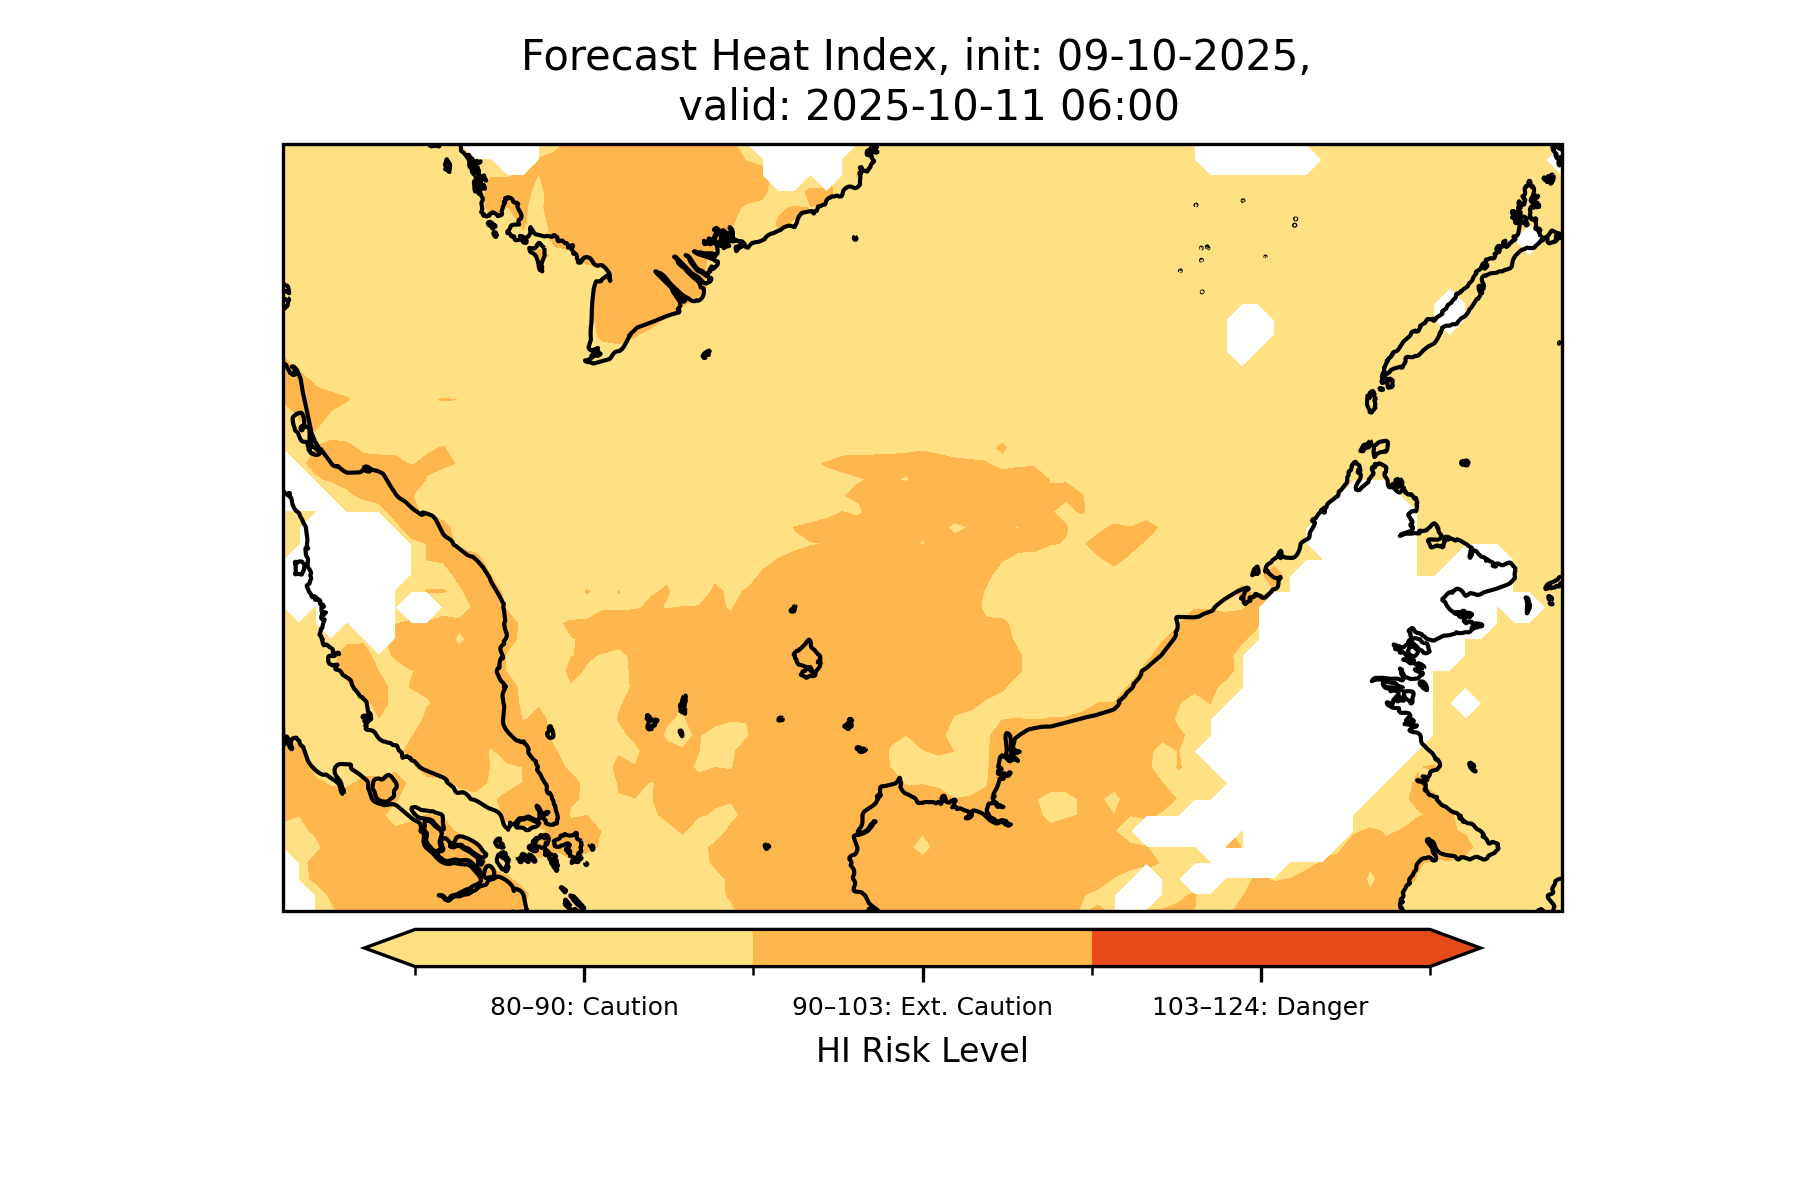 Forecast Heat Index, init: 09-10-2025,
valid: 2025-10-11 06:00
80–90: Caution
90–103: Ext. Caution
103–124: Danger
HI Risk Level